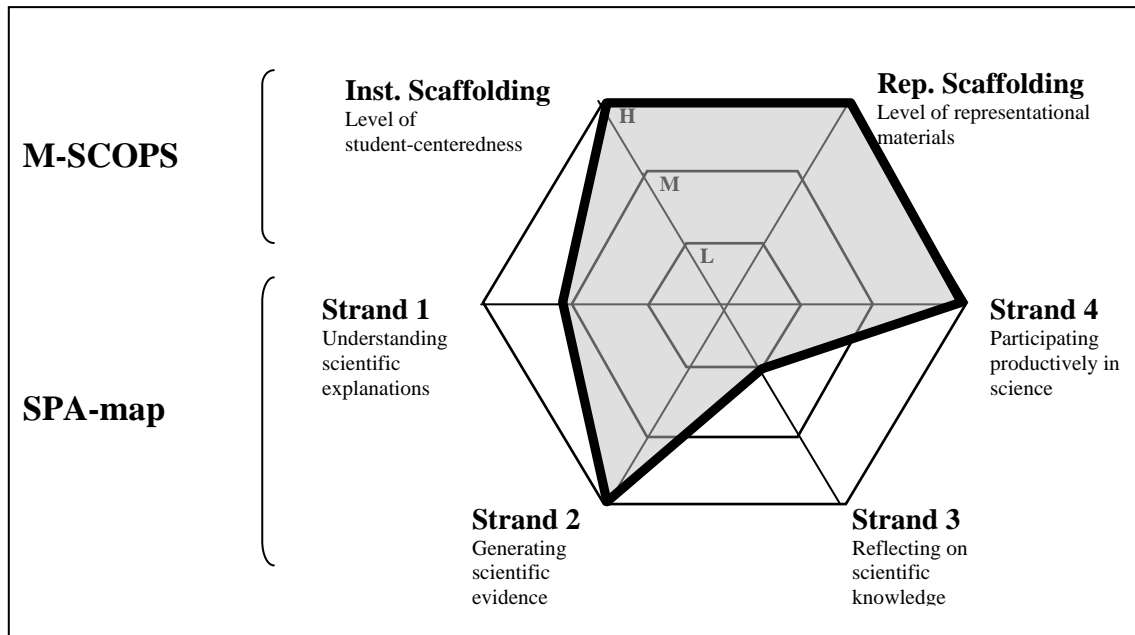 M-SCOPS
Inst. Scaffolding
Level of
student-centeredness
Rep. Scaffolding
Level of representational
materials
H
M
L
SPA-map
Strand 1
Understanding
scientific
explanations
Strand 4
Participating
productively in
science
Strand 2
Generating
scientific
evidence
Strand 3
Reflecting on
scientific
knowledge